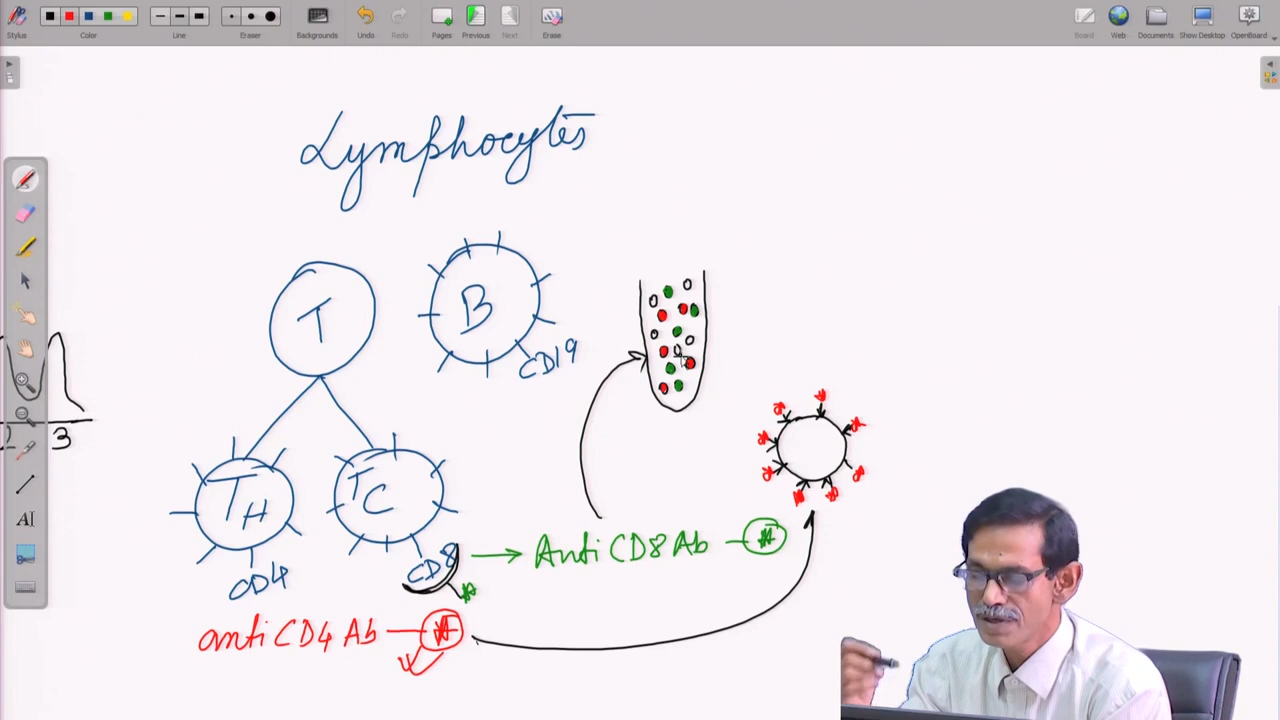 Stylus
Color
Line
Eraser
Backgrounds
Undo
Redo
Pages
Previous
Next
Erase
Board
Web
Documents
Show Desktop
OpenBoard
Lymphocytes
T
B
CD19
2 3
TH
TC
CD4
CD8
Anti CD8 Ab
anti CD4 Ab